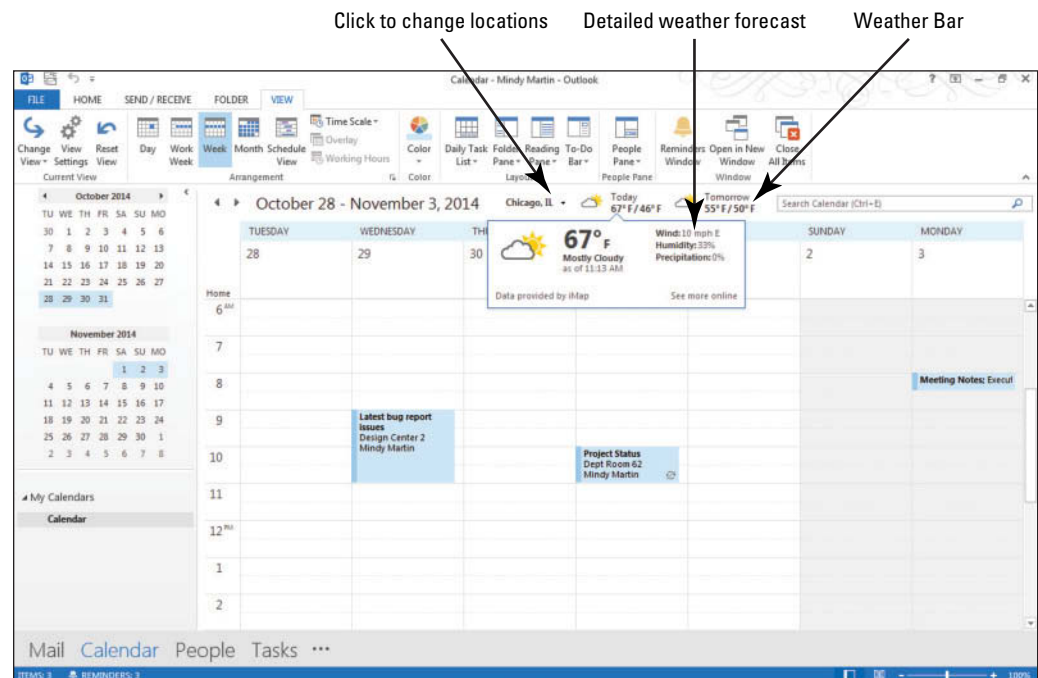 Click to change locations Detailed weather forecast Weather Bar
Calendar - Mindy Martin - Outlook
FILE HOME SEND / RECEIVE FOLDER VIEW
Change View View Settings Reset View
Current View
Day Work Week Week Month Schedule View
Time Scale
Overlay
Working Hours
Arrangement
Color
Color
Daily Task List Folder Pane Reading Pane To-Do Bar
Layout
People Pane
People Pane
Reminders Window Open in New Window Close All Items
Window
October 2014
TU WE TH FR SA SU MO
30 1 2 3 4 5 6
7 8 9 10 11 12 13
14 15 16 17 18 19 20
21 22 23 24 25 26 27
28 29 30 31
November 2014
TU WE TH FR SA SU MO
1 2 3
4 5 6 7 8 9 10
11 12 13 14 15 16 17
18 19 20 21 22 23 24
25 26 27 28 29 30 1
2 3 4 5 6 7 8
My Calendars
Calendar
October 28 - November 3, 2014
Chicago, IL
Today
67° F / 46° F
Tomorrow
55° F / 50° F
Search Calendar (Ctrl+E)
TUESDAY WEDNESDAY TH SUNDAY MONDAY
28 29 30 2 3
67° F
Mostly Cloudy
as of 11:13 AM
Wind: 10 mph E
Humidity: 33%
Precipitation: 0%
Data provided by iMap See more online
Home
6 AM
7
8
Meeting Notes; Execut
9
Latest bug report
issues
Design Center 2
Mindy Martin
10
Project Status
Dept Room 62
Mindy Martin
11
12 PM
1
2
Mail Calendar People Tasks ...
ITEMS: 3 REMINDERS: 3 100%